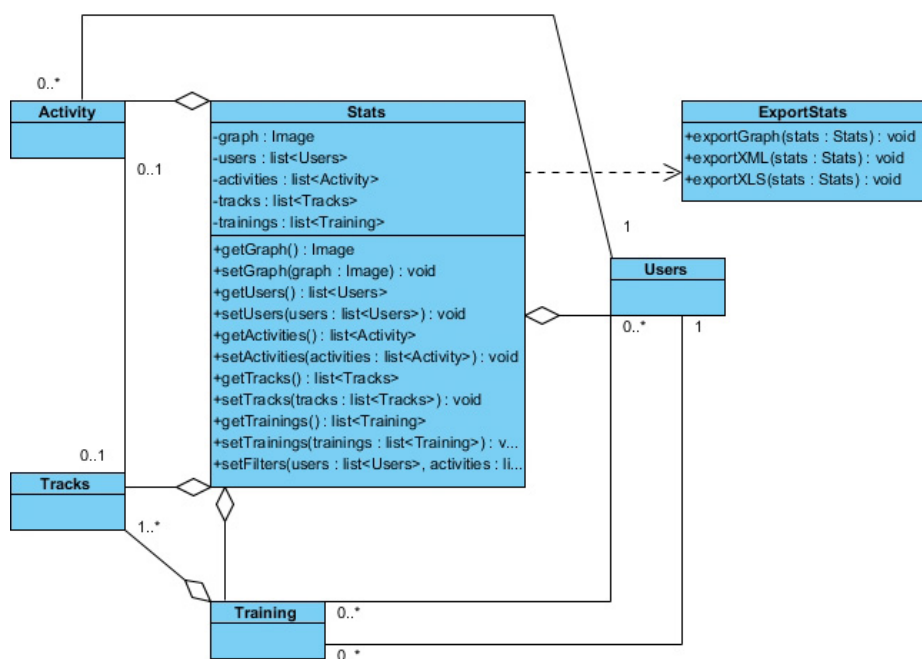 0..*
Activity
0..1
Stats
-graph : Image
-users : list<Users>
-activities : list<Activity>
-tracks : list<Tracks>
-trainings : list<Training>
+getGraph() : Image
+setGraph(graph : Image) : void
+getUsers() : list<Users>
+setUsers(users : list<Users>) : void
+getActivities() : list<Activity>
+setActivities(activities : list<Activity>) : void
+getTracks() : list<Tracks>
+setTracks(tracks : list<Tracks>) : void
+getTrainings() : list<Training>
+setTrainings(trainings : list<Training>) : v...
+setFilters(users : list<Users>, activities : li...
ExportStats
+exportGraph(stats : Stats) : void
+exportXML(stats : Stats) : void
+exportXLS(stats : Stats) : void
1
Users
0..*
1
0..1
Tracks
1..*
Training
0..*
0..*